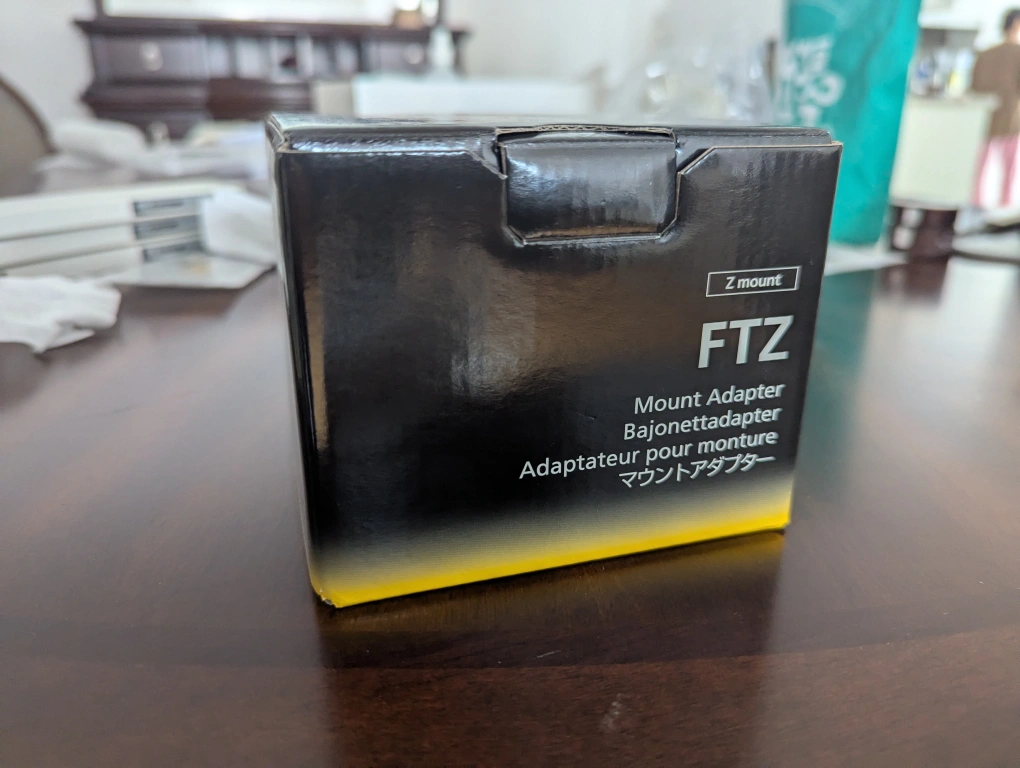 Z mount
FTZ
Mount Adapter
Bajonettadapter
Adaptateur pour monture
マウントアダプター